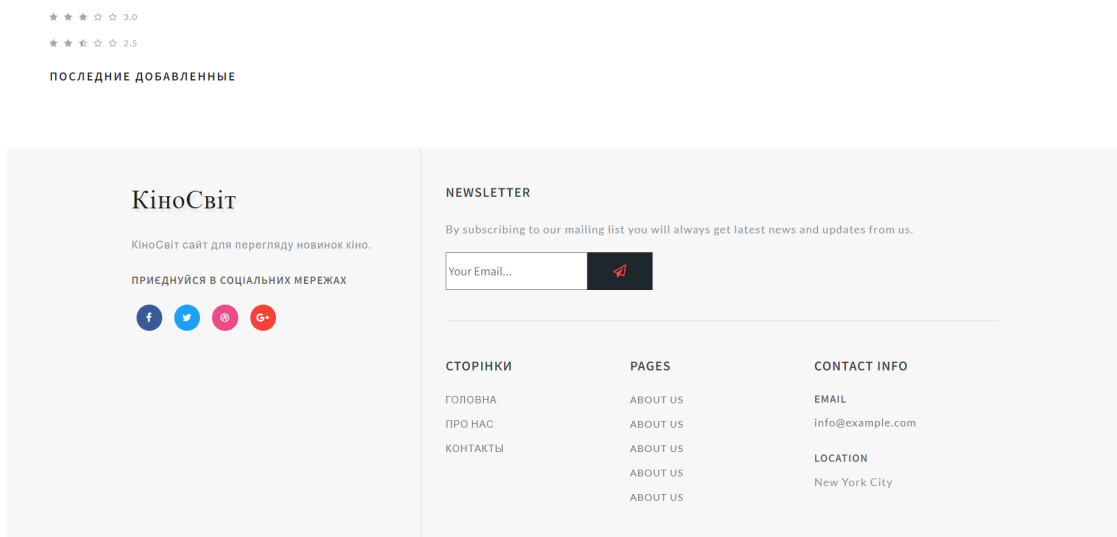 3.0
2.5
ПОСЛЕДНИЕ ДОБАВЛЕННЫЕ
КіноСвіт
КіноСвіт сайт для перегляду новинок кіно.
ПРИЄДНУЙСЯ В СОЦІАЛЬНИХ МЕРЕЖАХ
NEWSLETTER
By subscribing to our mailing list you will always get latest news and updates from us.
Your Email...
СТОРІНКИ
ГОЛОВНА
ПРО НАС
КОНТАКТЫ
PAGES
ABOUT US
ABOUT US
ABOUT US
ABOUT US
ABOUT US
CONTACT INFO
EMAIL
info@example.com
LOCATION
New York City